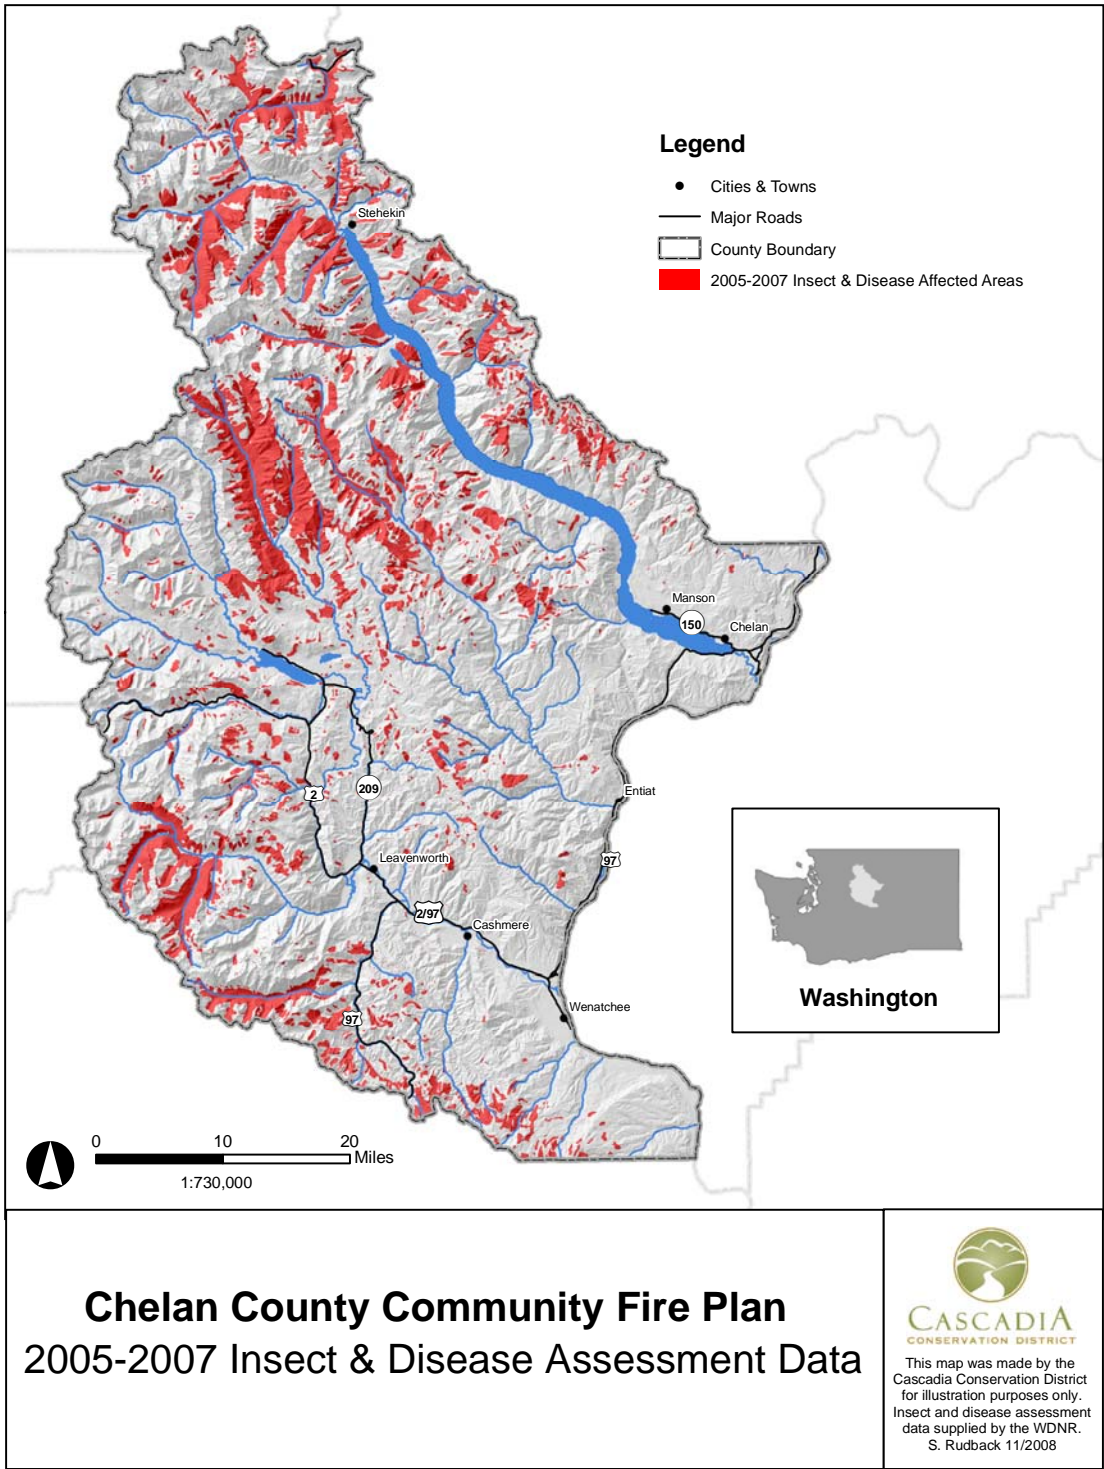 Legend
Cities & Towns
Major Roads
County Boundary
2005-2007 Insect & Disease Affected Areas
Stehekin
Manson
150
Chelan
Entiat
2
209
97
Leavenworth
2/97
Cashmere
Wenatchee
97
Washington
0 10 20
Miles
1:730,000
Chelan County Community Fire Plan
2005-2007 Insect & Disease Assessment Data
CASCADIA
CONSERVATION DISTRICT
This map was made by the
Cascadia Conservation District
for illustration purposes only.
Insect and disease assessment
data supplied by the WDNR.
S. Rudback 11/2008